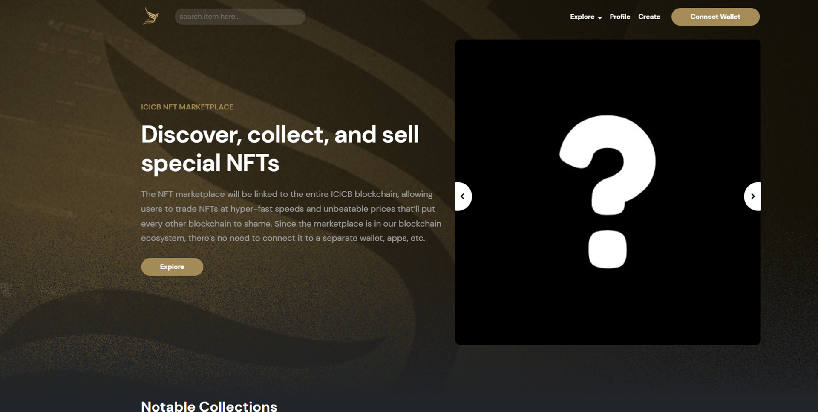 search item here...
Explore
Profile
Create
Connect Wallet
ICICB NFT MARKETPLACE
Discover, collect, and sell
special NFTs
The NFT marketplace will be linked to the entire ICICB blockchain, allowing
users to trade NFTs at hyper-fast speeds and unbeatable prices that'll put
every other blockchain to shame. Since the marketplace is in our blockchain
ecosystem, there's no need to connect it to a separate wallet, apps, etc.
Explore
?
Notable Collections